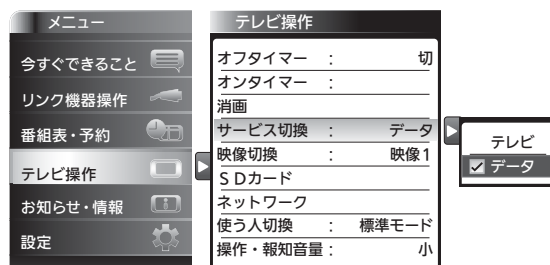 メニュー
今すぐできること
リンク機器操作
番組表・予約
テレビ操作
お知らせ・情報
設定
テレビ操作
オフタイマー : 切
オンタイマー :
消画
サービス切換 : データ
映像切換 : 映像1
SDカード
ネットワーク
使う人切換 : 標準モード
操作・報知音量 : 小
テレビ
データ